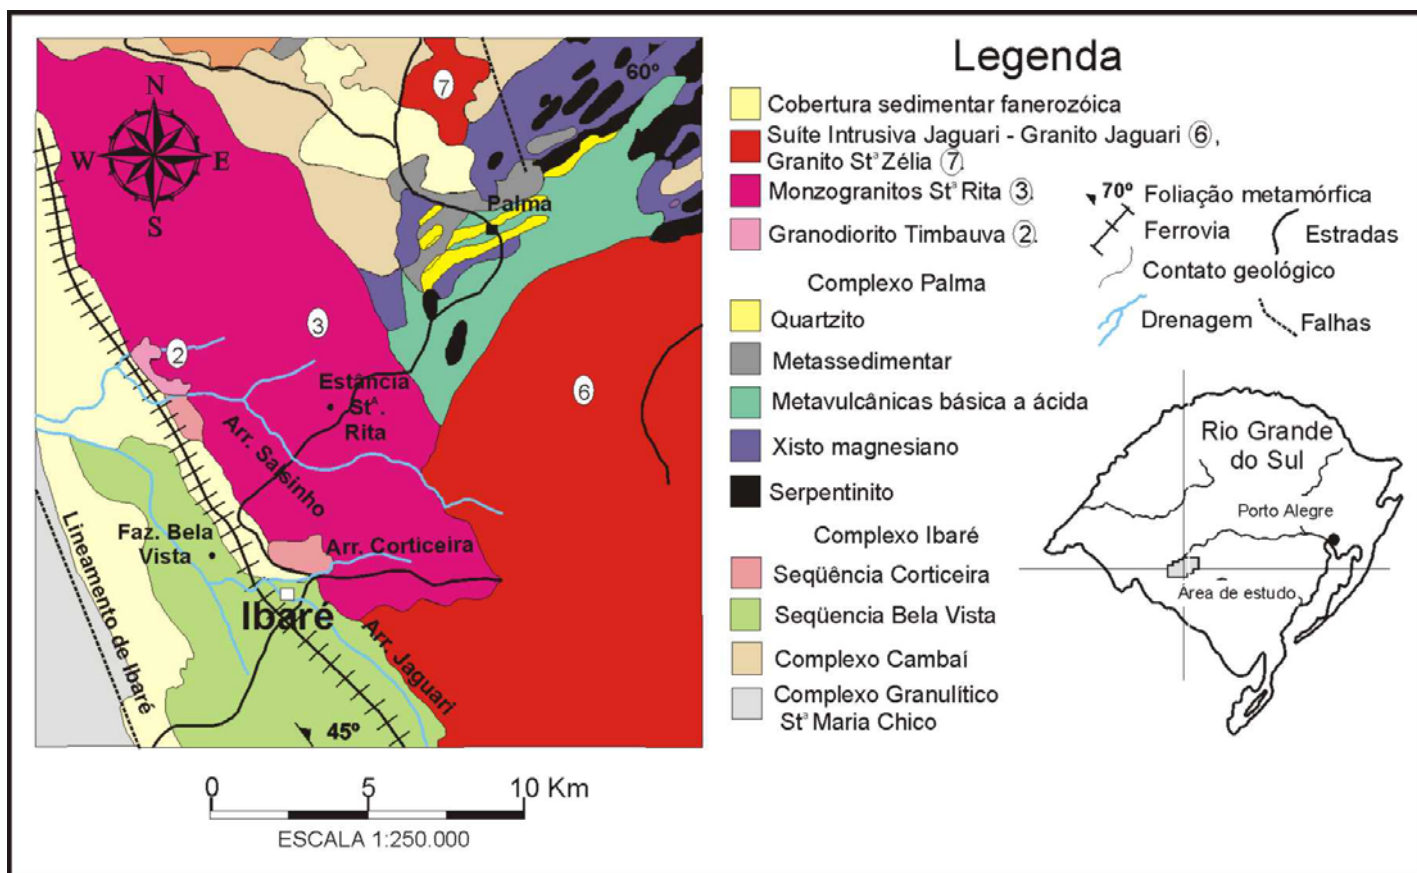 N
W E
S
7
60º
Palma
3
2
6
Estância
Stᴬ.
Rita
Arr. Salsinho
Faz. Bela
Vista
Arr. Corticeira
Ibaré
Lineamento de Ibaré
Arr. Jaguari
45º
0 5 10 Km
ESCALA 1:250.000
Legenda
Cobertura sedimentar fanerozóica
Suíte Intrusiva Jaguari - Granito Jaguari 6,
Granito Stª Zélia 7.
Monzogranitos Stª Rita 3.
Granodiorito Timbauva 2.
Complexo Palma
Quartzito
Metassedimentar
Metavulcânicas básica a ácida
Xisto magnesiano
Serpentinito
Complexo Ibaré
Seqüência Corticeira
Seqüencia Bela Vista
Complexo Cambaí
Complexo Granulítico
Stª Maria Chico
70º Foliação metamórfica
Ferrovia Estradas
Contato geológico
Drenagem Falhas
Rio Grande
do Sul
Porto Alegre
Área de estudo